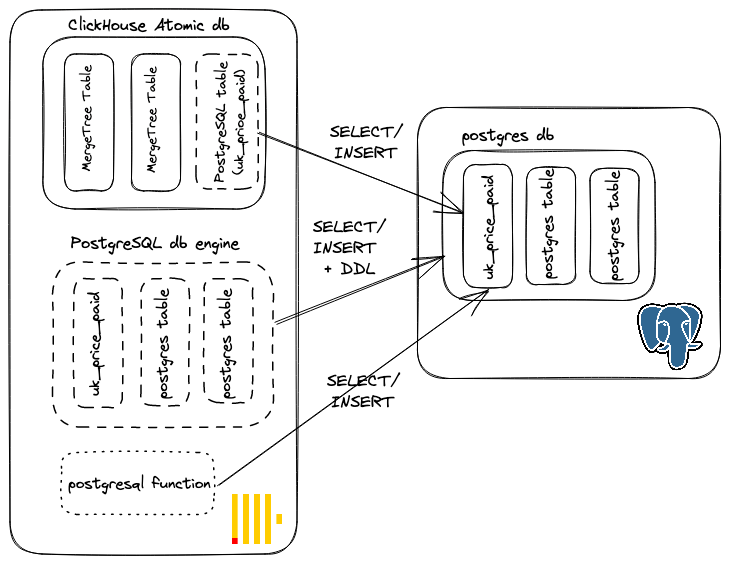 ClickHouse Atomic db
MergeTree Table
MergeTree Table
PostgreSQL table
(uk_price_paid)
SELECT/
INSERT
postgres db
uk_price_paid
postgres table
postgres table
PostgreSQL db engine
uk_price_paid
postgres table
postgres table
SELECT/
INSERT
+ DDL
SELECT/
INSERT
postgresql function